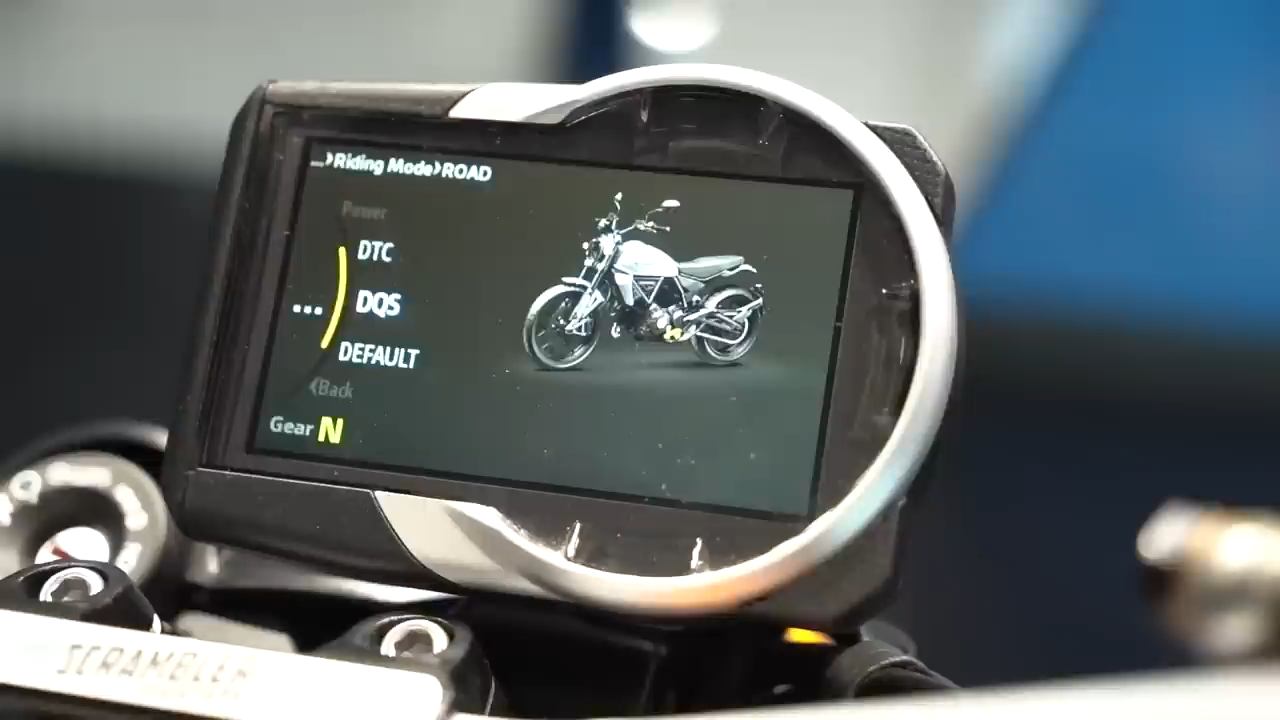 ...›Riding Mode›ROAD
Power
DTC
... DQS
DEFAULT
‹Back
Gear N
SCRAMBLER